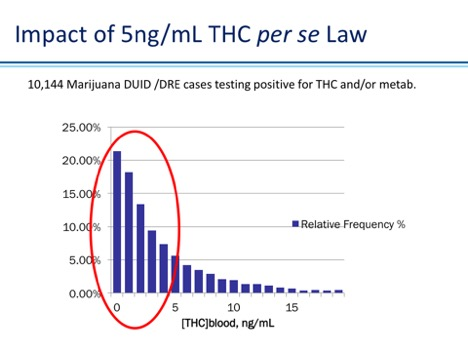 Impact of 5ng/mL THC per se Law
10,144 Marijuana DUID /DRE cases testing positive for THC and/or metab.
25.00%
20.00%
15.00%
10.00%
5.00%
0.00%
0 5 10 15
[THC]blood, ng/mL
Relative Frequency %